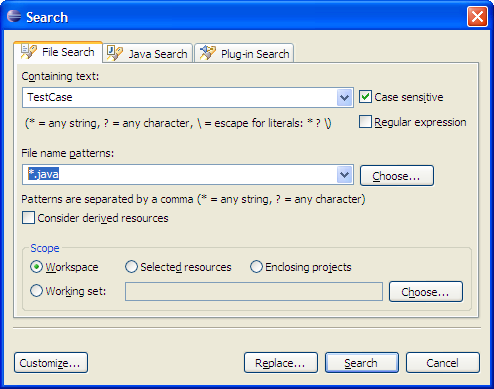 Search
File Search Java Search Plug-in Search
Containing text:
TestCase Case sensitive
(* = any string, ? = any character, \ = escape for literals: * ? \) Regular expression
File name patterns:
*.java Choose...
Patterns are separated by a comma (* = any string, ? = any character)
Consider derived resources
Scope
Workspace Selected resources Enclosing projects
Working set: Choose...
Customize... Replace... Search Cancel